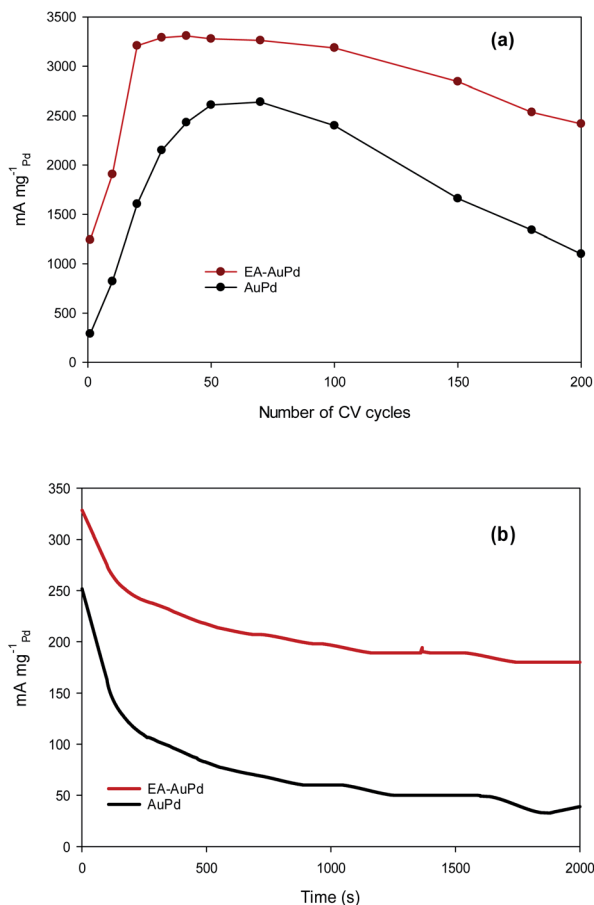 3500
(a)
3000
2500
2000
mA mg⁻¹Pd
1500
1000
EA-AuPd
AuPd
500
0
0 50 100 150 200
Number of CV cycles
350
(b)
300
250
200
mA mg⁻¹Pd
150
100
EA-AuPd
AuPd
50
0
0 500 1000 1500 2000
Time (s)